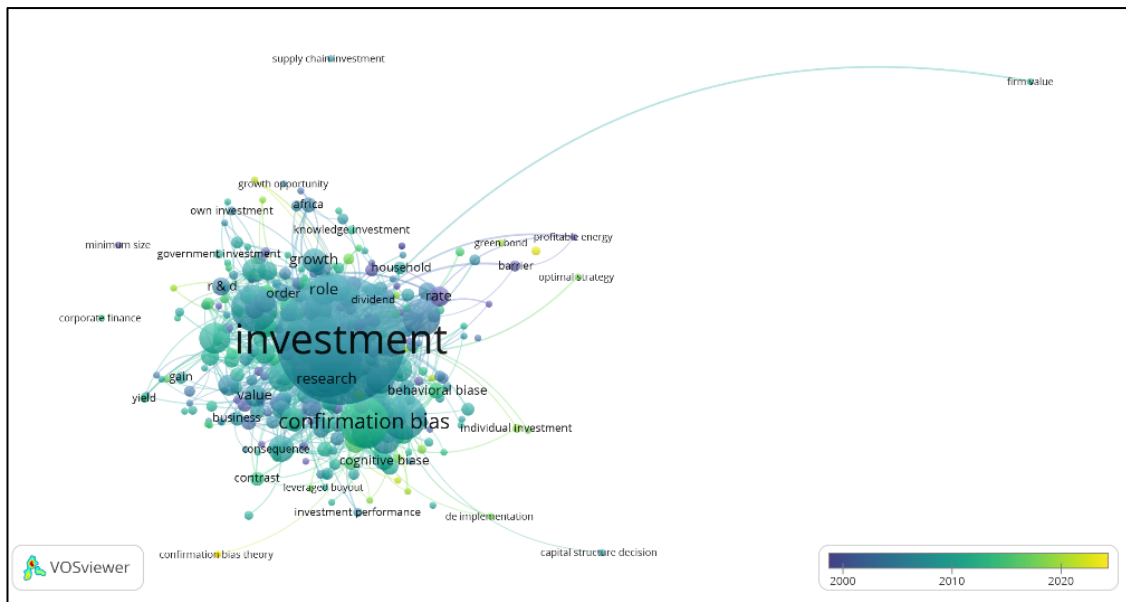 supply chain investment
firm value
growth opportunity
own investment
africa
knowledge investment
minimum size
government investment
growth
household
green bond
profitable energy
barrier
optimal strategy
r & d
order
role
dividend
rate
corporate finance
investment
gain
research
behavioral biase
yield
value
business
confirmation bias
individual investment
consequence
cognitive biase
contrast
leveraged buyout
investment performance
de implementation
confirmation bias theory
capital structure decision
VOSviewer
2000
2010
2020